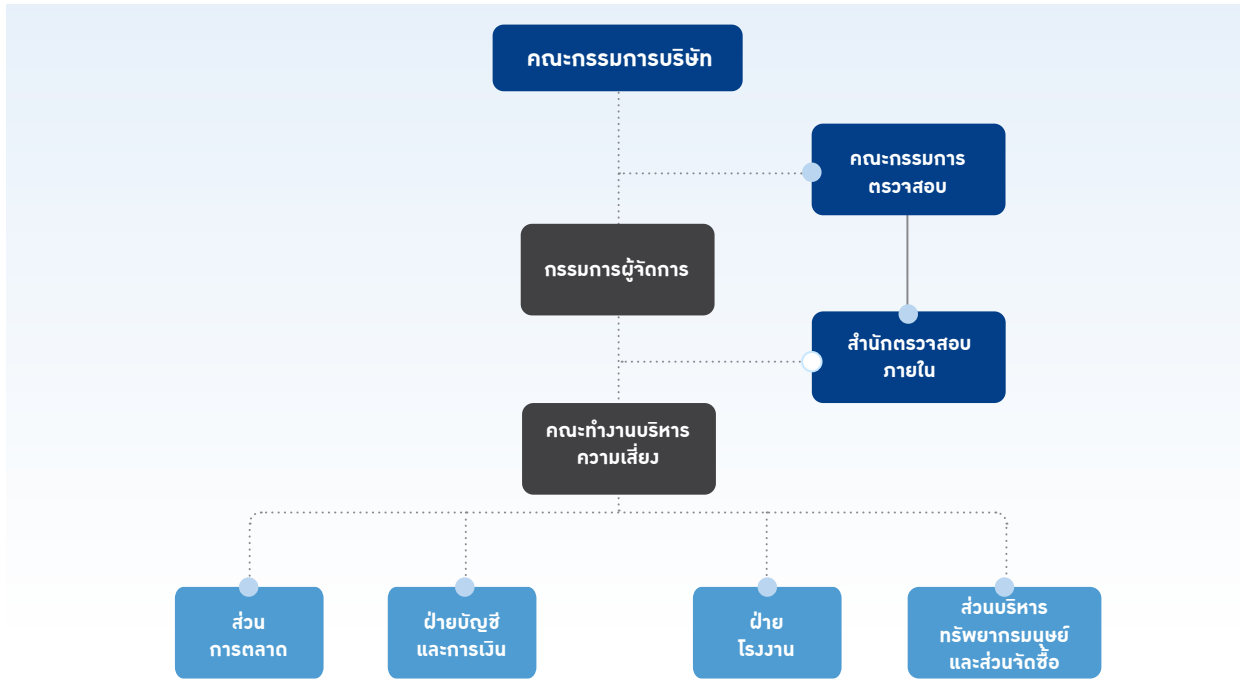 คณะกรรมการบริษัท
คณะกรรมการ
ตรวจสอบ
กรรมการผู้จัดการ
สำนักตรวจสอบ
ภายใน
คณะทำงานบริหาร
ความเสี่ยง
ส่วน
การตลาด
ฝ่ายบัญชี
และการเงิน
ฝ่าย
โรงงาน
ส่วนบริหาร
ทรัพยากรมนุษย์
และส่วนจัดซื้อ